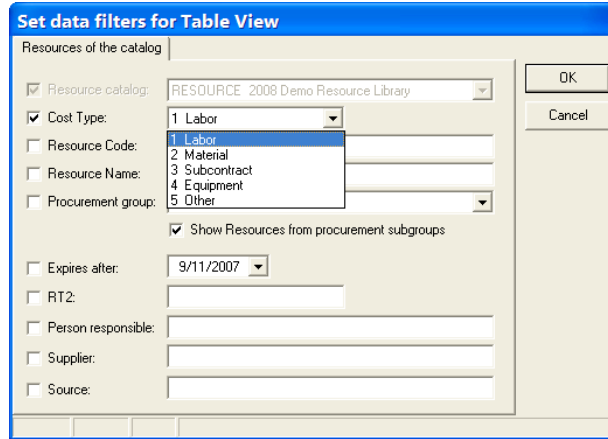 Set data filters for Table View
Resources of the catalog
Resource catalog: RESOURCE 2008 Demo Resource Library
OK
Cost Type: 1 Labor
Cancel
1 Labor
2 Material
3 Subcontract
4 Equipment
5 Other
Resource Code:
Resource Name:
Procurement group:
Show Resources from procurement subgroups
Expires after: 9/11/2007
RT2:
Person responsible:
Supplier:
Source: